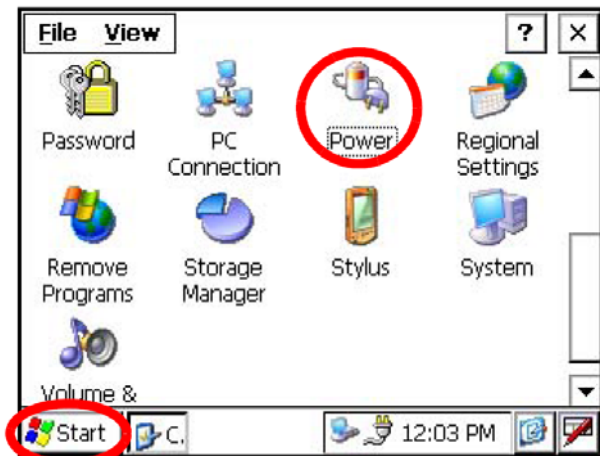 File View ? ×
Password PC Connection Power Regional Settings
Remove Programs Storage Manager Stylus System
Volume &
Start C. 12:03 PM